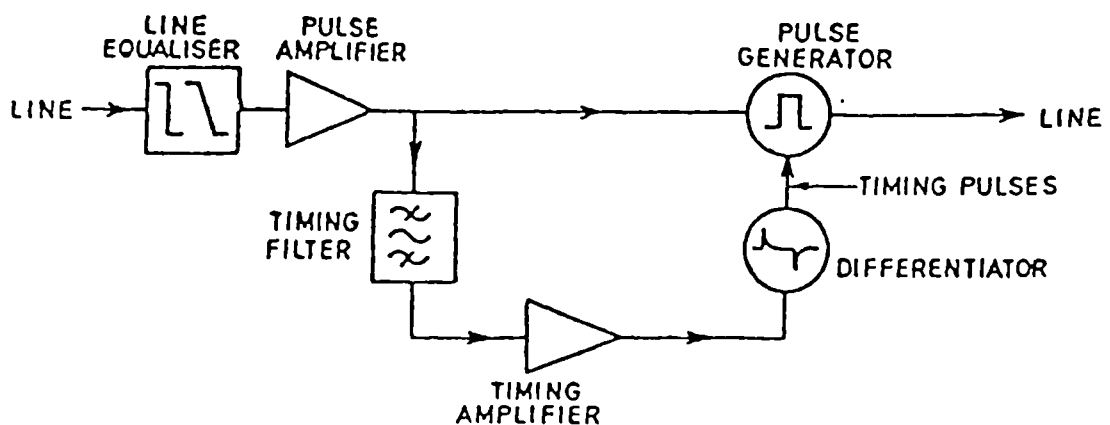 LINE
EQUALISER
PULSE
AMPLIFIER
PULSE
GENERATOR
LINE
LINE
TIMING PULSES
TIMING
FILTER
DIFFERENTIATOR
TIMING
AMPLIFIER